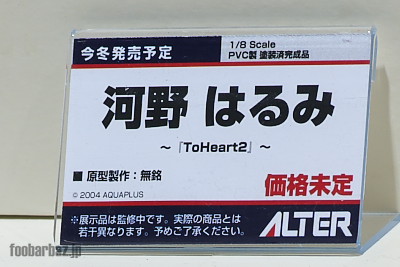 今冬発売予定
1/8 Scale
PVC製 塗装済完成品
河野 はるみ
～『ToHeart2』～
■ 原型製作：無銘
© 2004 AQUAPLUS
価格未定
※展示品は監修中です。実際の商品とは
若干異なります。予めご了承ください。
ALTER
foobarbaz.jp